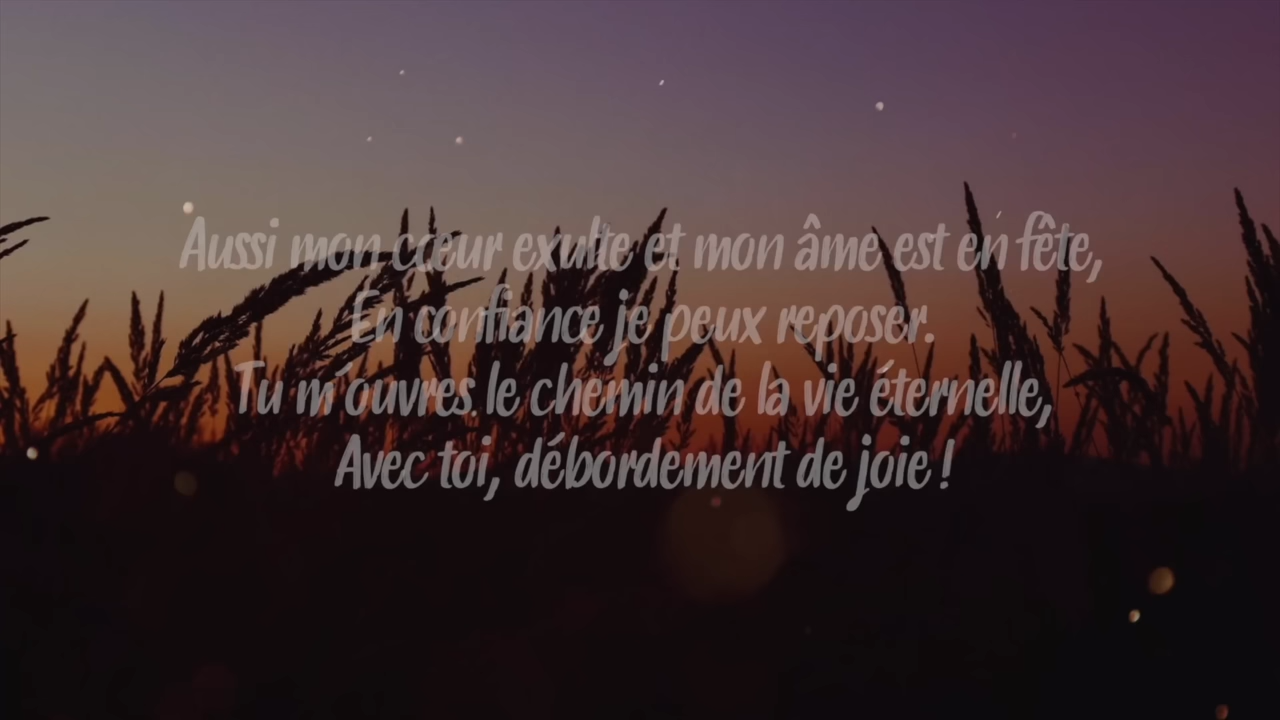 Aussi mon cœur exulte et mon âme est en fête,
En confiance je peux reposer.
Tu m'ouvres le chemin de la vie éternelle,
Avec toi, débordement de joie !